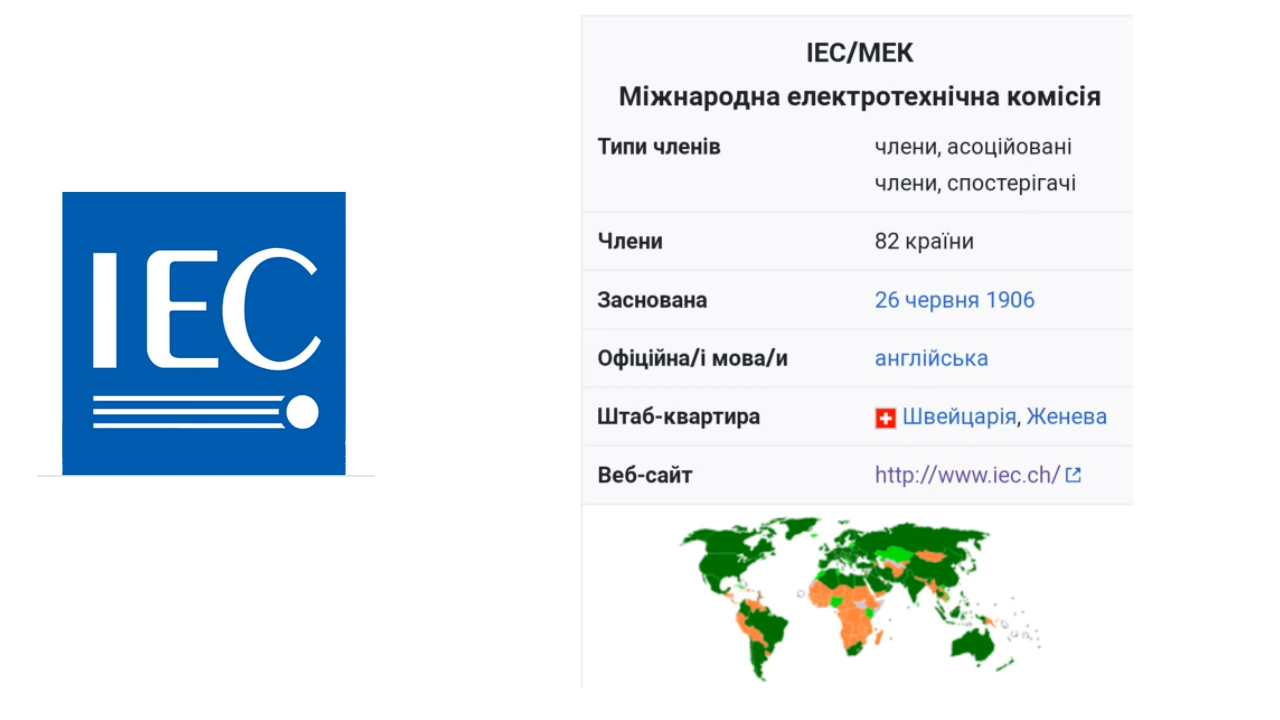 IEC
IEC/МЕК
Міжнародна електротехнічна комісія
Типи членів
члени, асоційовані
члени, спостерігачі
Члени
82 країни
Заснована
26 червня 1906
Офіційна/і мова/и
англійська
Штаб-квартира
Швейцарія, Женева
Веб-сайт
http://www.iec.ch/